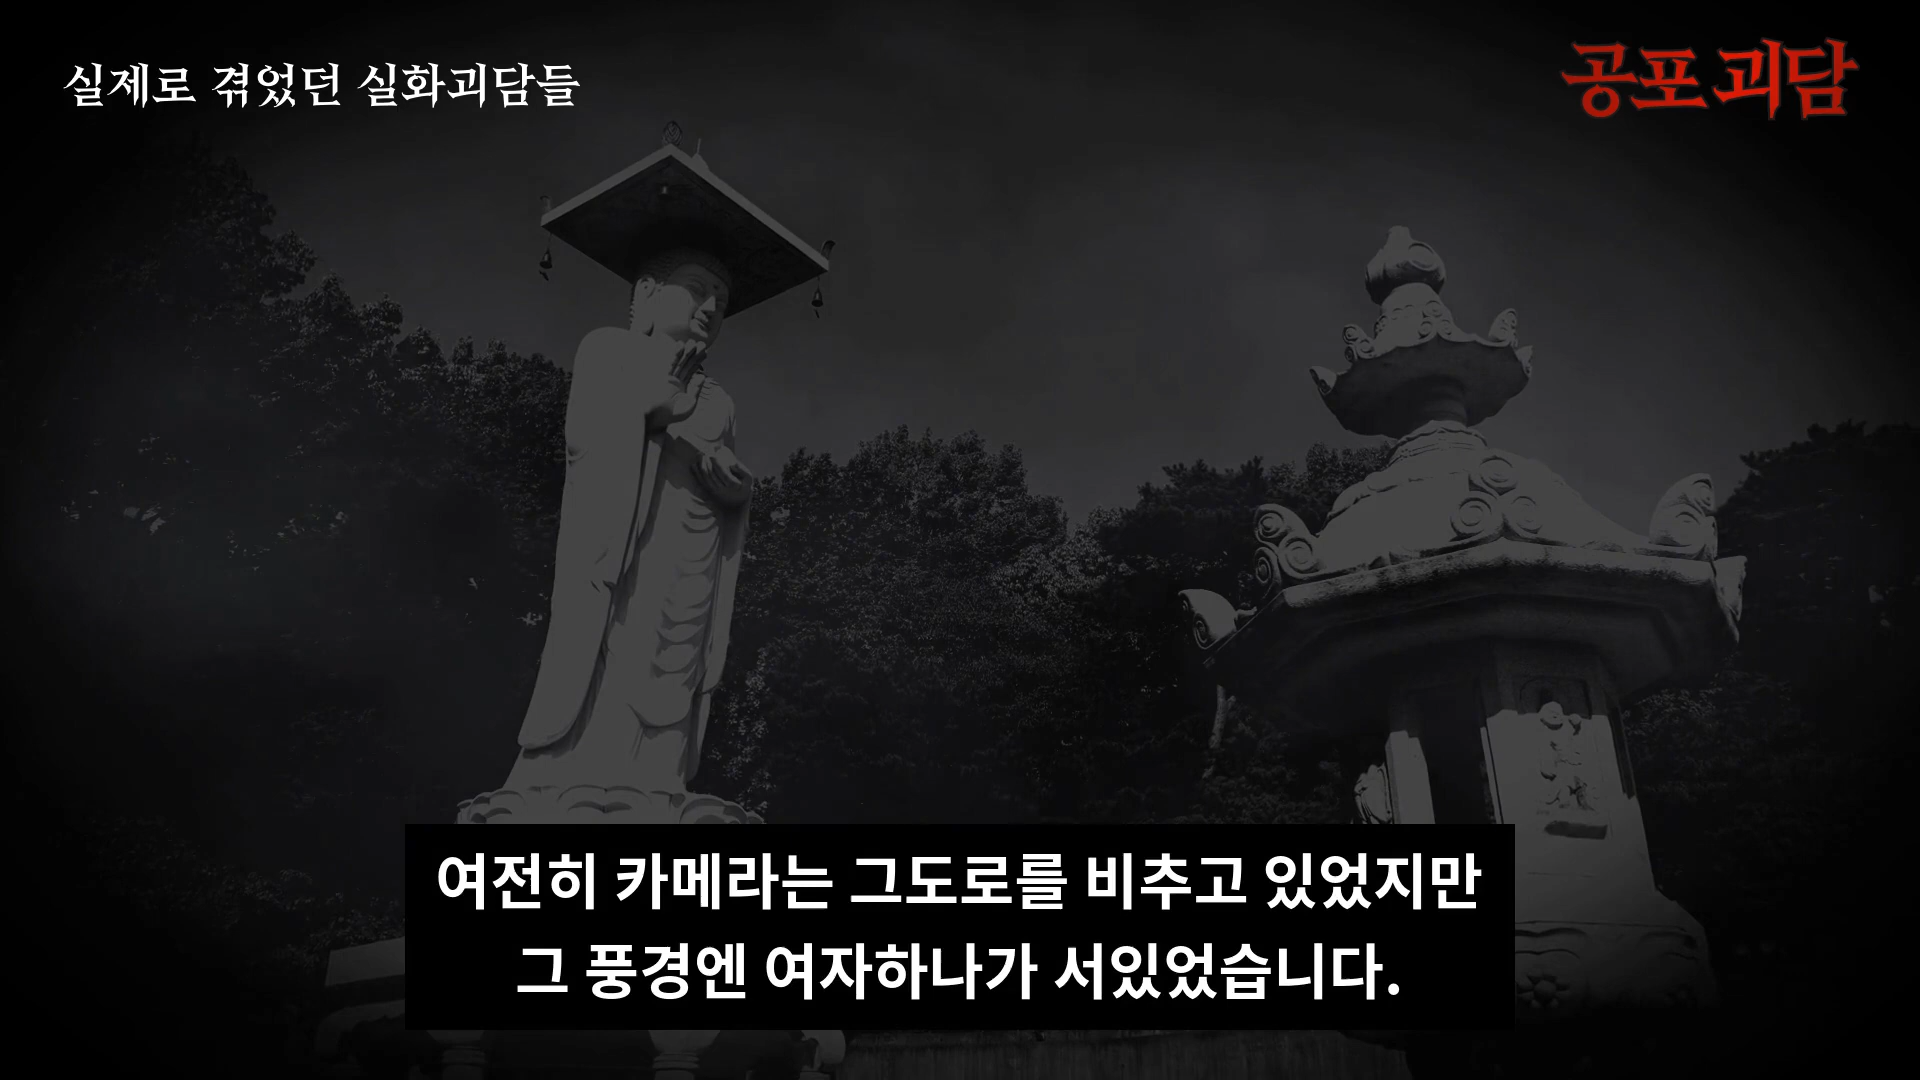 실제로 겪었던 실화괴담들
공포 괴담
여전히 카메라는 그도로를 비추고 있었지만
그 풍경엔 여자하나가 서있었습니다.